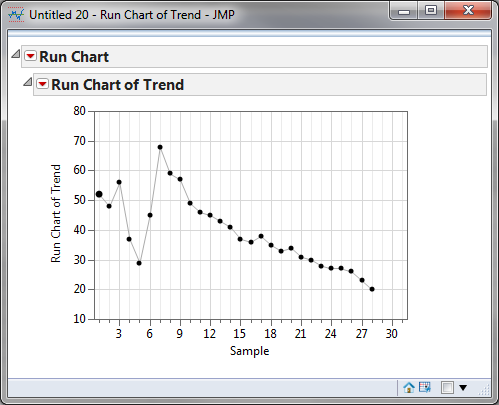 Untitled 20 - Run Chart of Trend - JMP
Run Chart
Run Chart of Trend
80
70
60
50
40
30
20
10
Run Chart of Trend
3 6 9 12 15 18 21 24 27 30
Sample